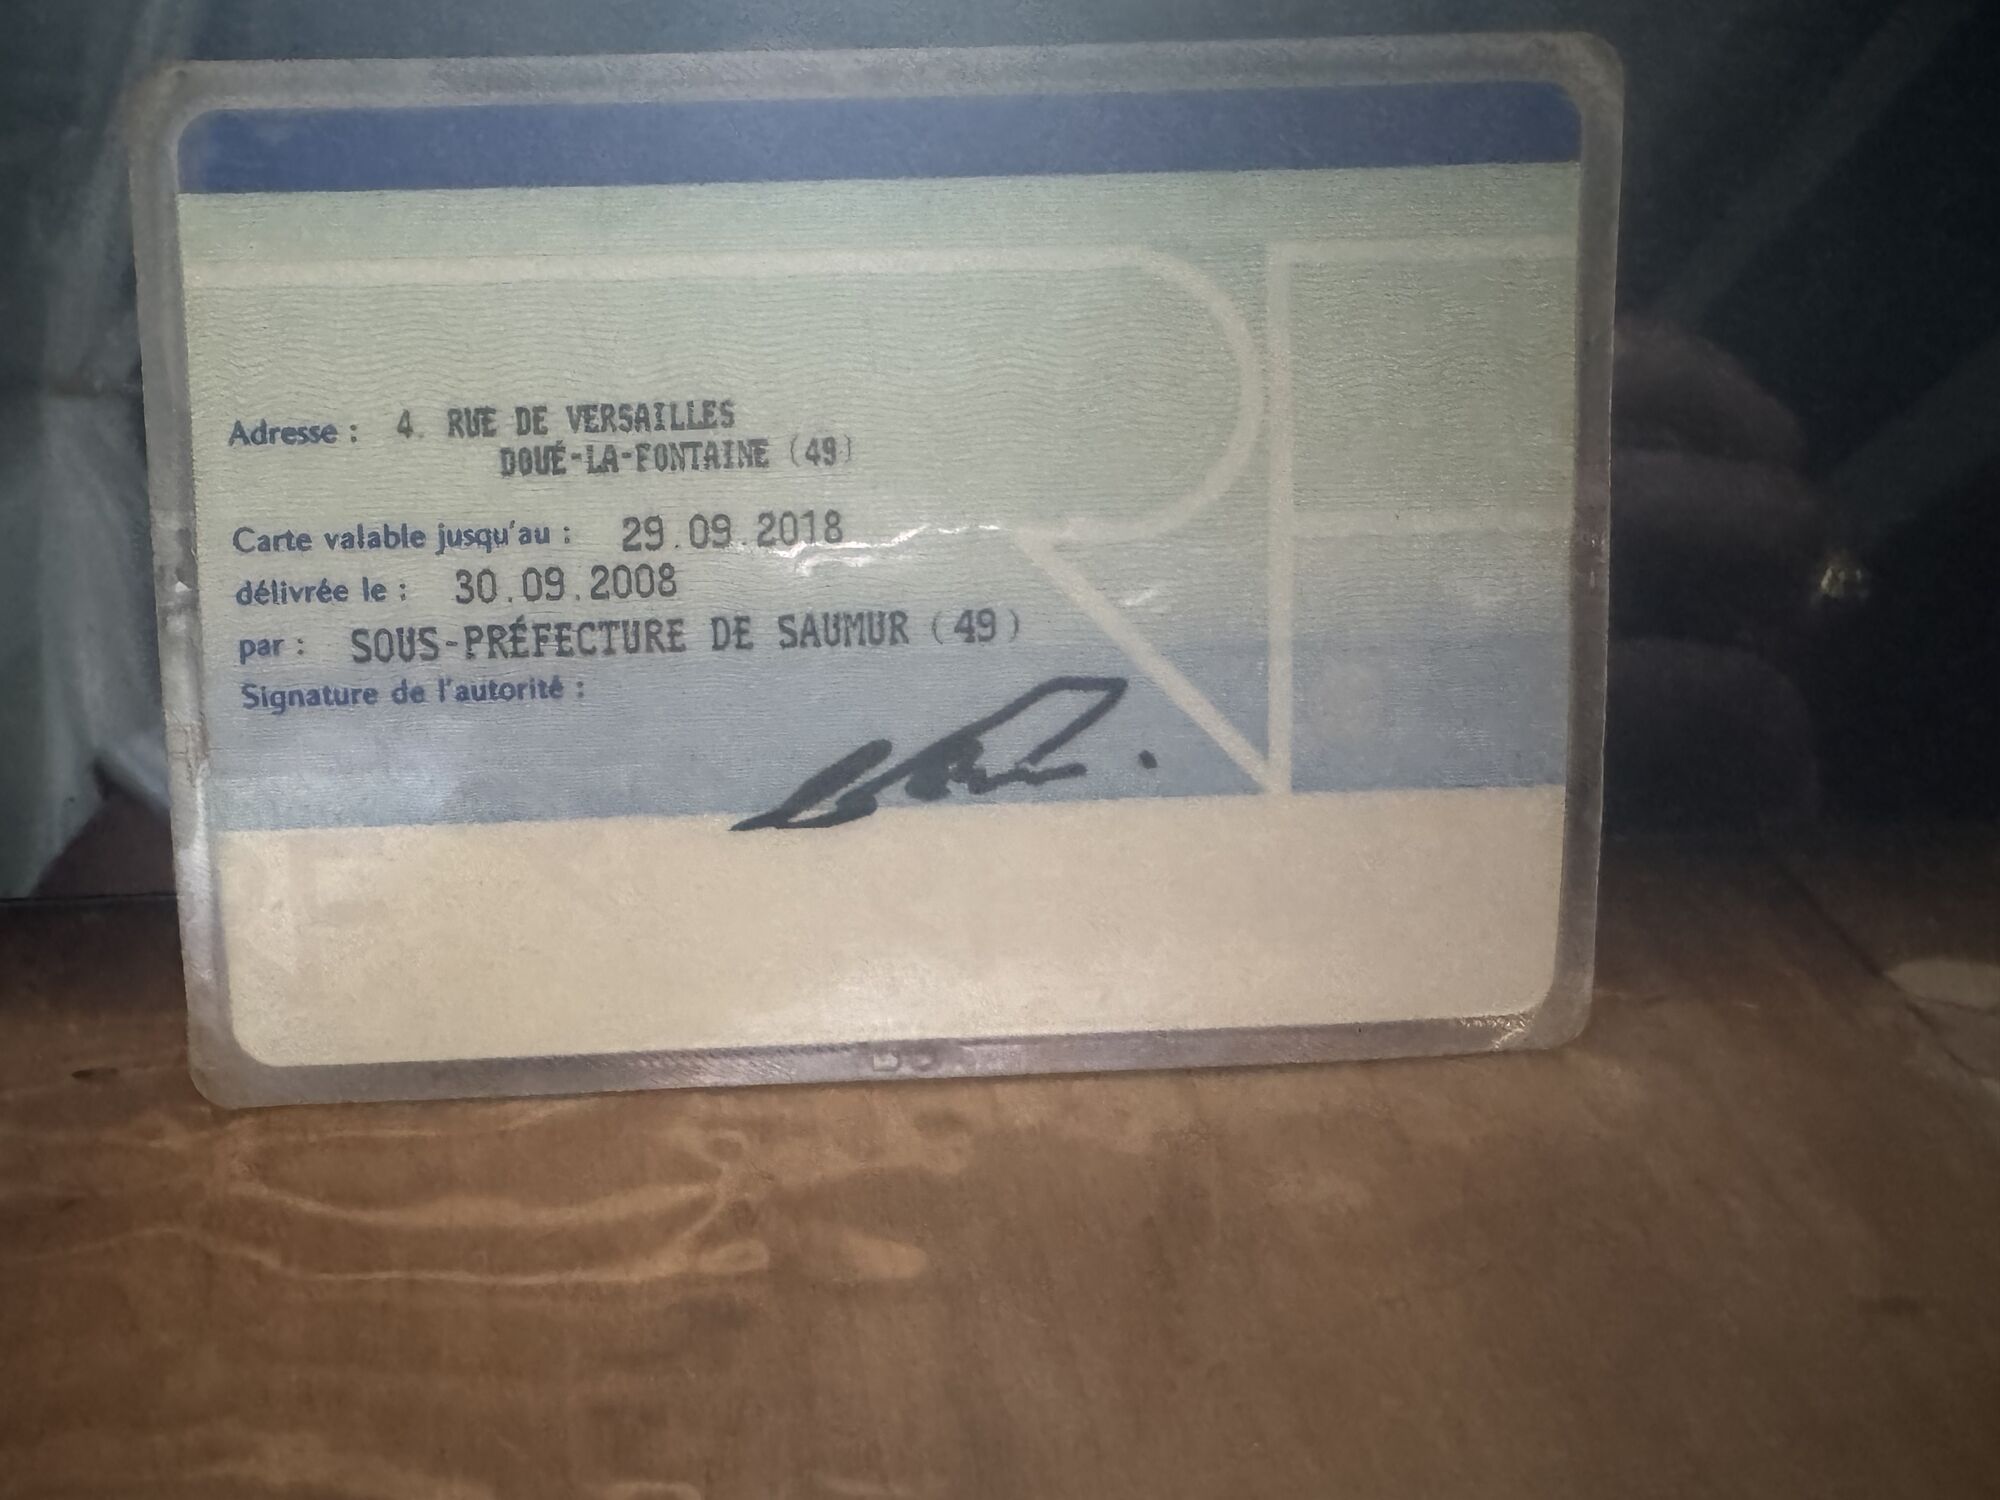 Adresse : 4. RUE DE VERSAILLES
DOUÉ-LA-FONTAINE (49)
Carte valable jusqu'au : 29.09.2018
délivrée le : 30.09.2008
par : SOUS-PRÉFECTURE DE SAUMUR (49)
Signature de l'autorité :